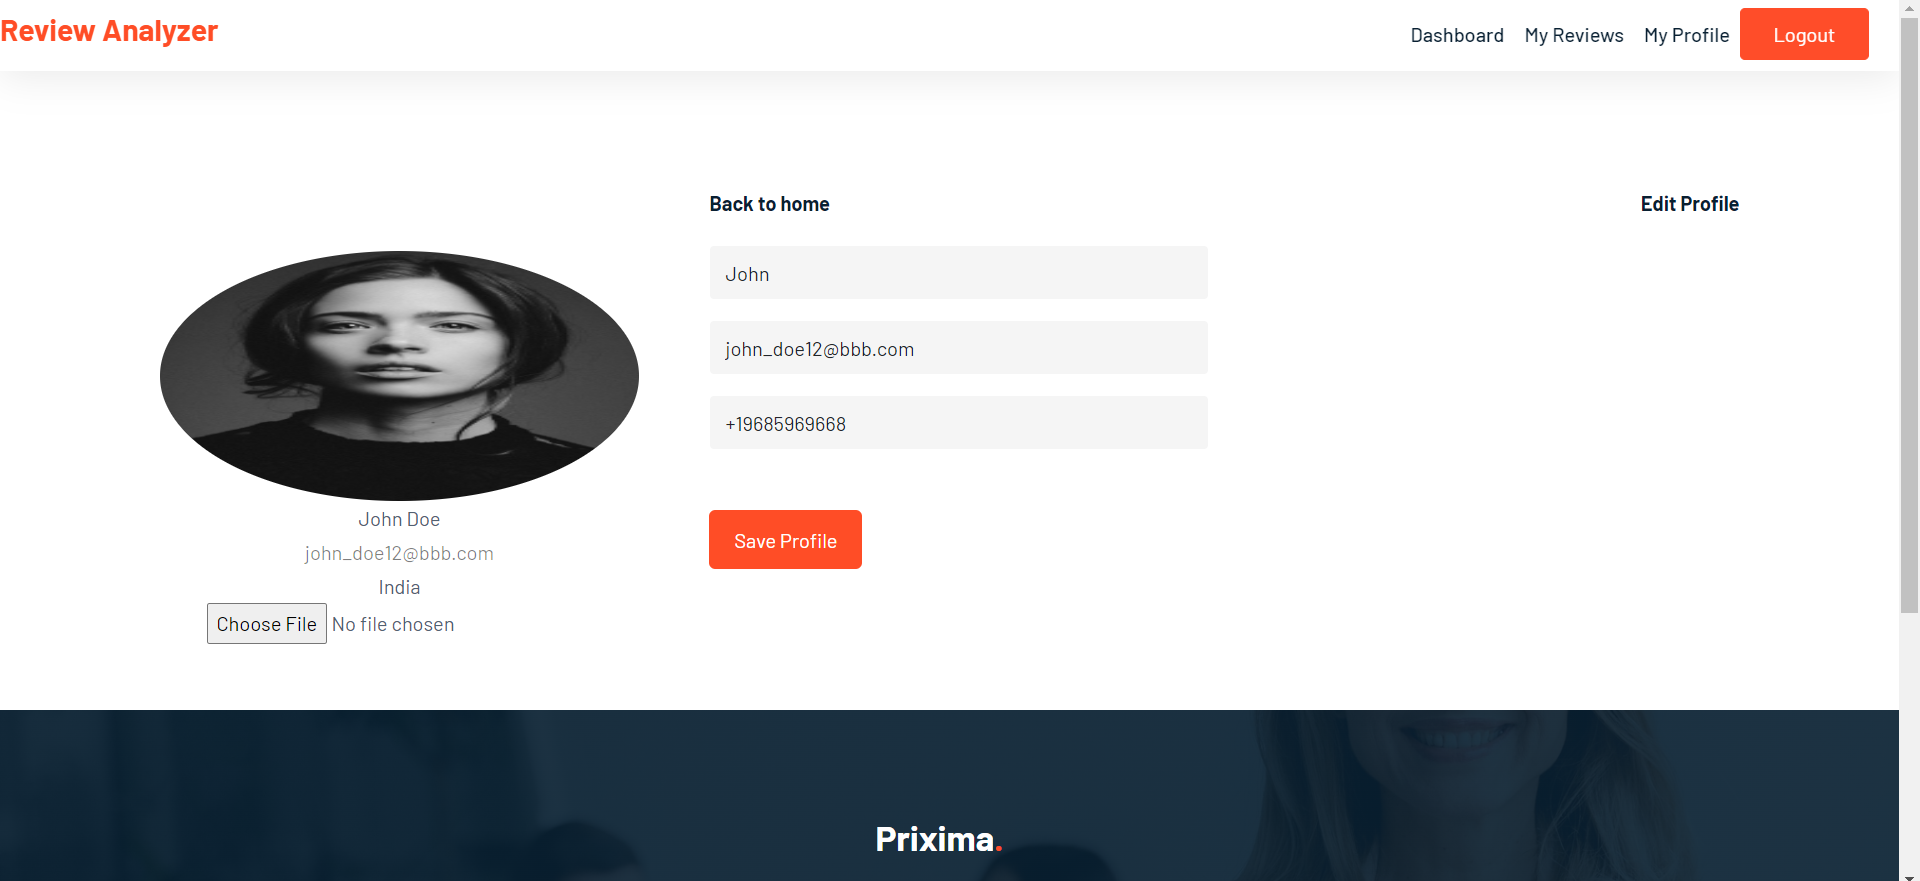 Review Analyzer
Dashboard My Reviews My Profile Logout
Back to home Edit Profile
John
john_doe12@bbb.com
+19685969668
Save Profile
John Doe
john_doe12@bbb.com
India
Choose File No file chosen
Prixima.